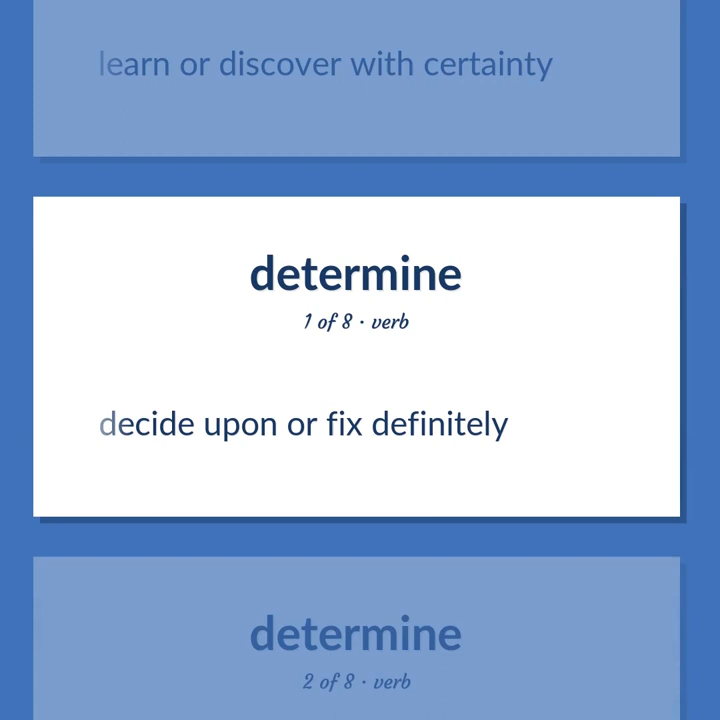 learn or discover with certainty
determine
1 of 8 · verb
decide upon or fix definitely
determine
2 of 8 · verb